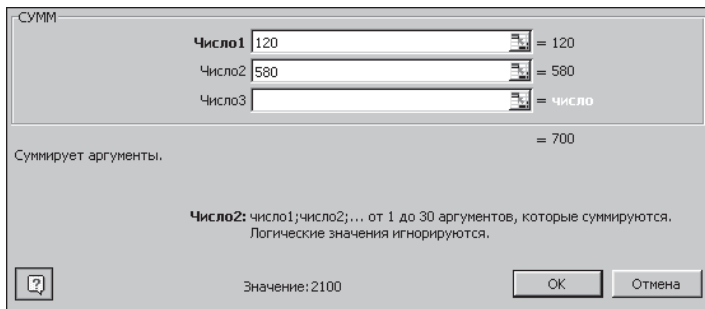 СУММ
Число1 120 = 120
Число2 580 = 580
Число3 = число
= 700
Суммирует аргументы.
Число2: число1;число2;... от 1 до 30 аргументов, которые суммируются.
Логические значения игнорируются.
? Значение:2100 OK Отмена